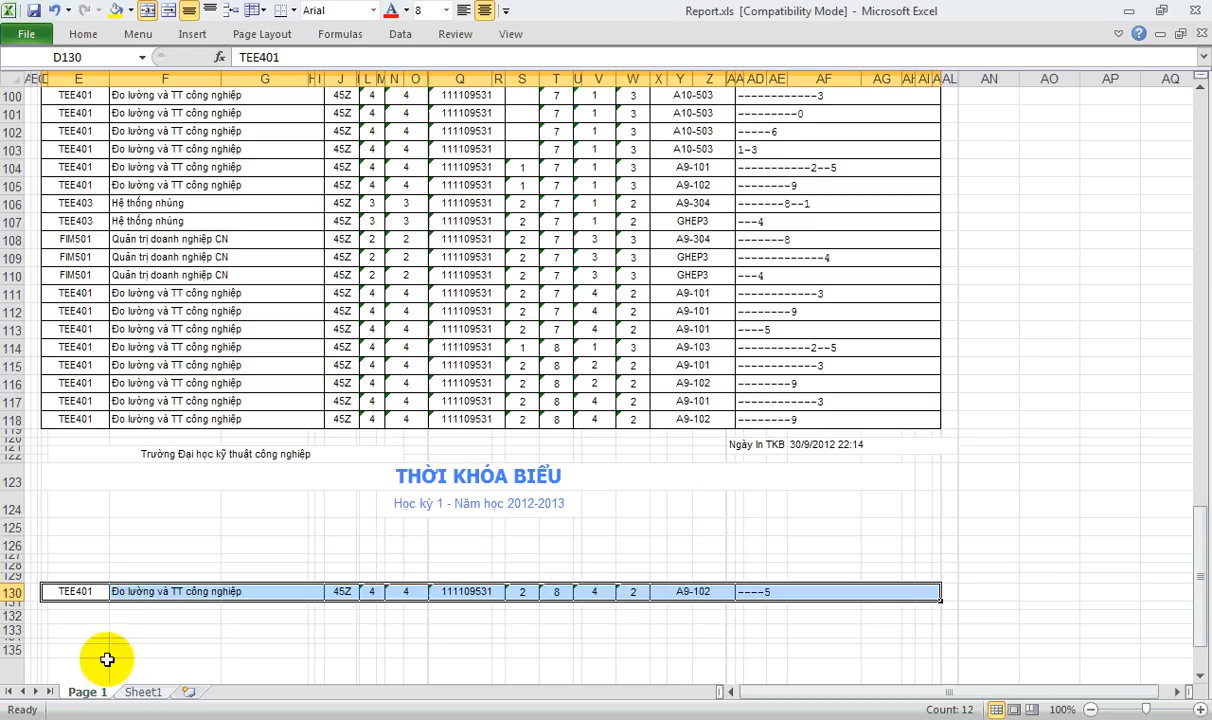 Report.xls [Compatibility Mode] - Microsoft Excel
Arial 8
File Home Menu Insert Page Layout Formulas Data Review View
D130 fx TEE401
E F G H I J L M N O Q R S T U V W X Y Z AD AE AF AG AI AL AN AO AP AQ
100 TEE401 Đo lường và TT công nghiệp 45Z 4 4 111109531 7 1 3 A10-503 ------------3
101 TEE401 Đo lường và TT công nghiệp 45Z 4 4 111109531 7 1 3 A10-503 ---------0
102 TEE401 Đo lường và TT công nghiệp 45Z 4 4 111109531 7 1 3 A10-503 -----6
103 TEE401 Đo lường và TT công nghiệp 45Z 4 4 111109531 7 1 3 A10-503 1-3
104 TEE401 Đo lường và TT công nghiệp 45Z 4 4 111109531 1 7 1 3 A9-101 -----------2--5
105 TEE401 Đo lường và TT công nghiệp 45Z 4 4 111109531 1 7 1 3 A9-102 --------9
106 TEE403 Hệ thống nhúng 45Z 3 3 111109531 2 7 1 2 A9-304 -------8--1
107 TEE403 Hệ thống nhúng 45Z 3 3 111109531 2 7 1 2 GHEP3 ---4
108 FIM501 Quản trị doanh nghiệp CN 45Z 2 2 111109531 2 7 3 3 A9-304 -------8
109 FIM501 Quản trị doanh nghiệp CN 45Z 2 2 111109531 2 7 3 3 GHEP3 -------------4
110 FIM501 Quản trị doanh nghiệp CN 45Z 2 2 111109531 2 7 3 3 GHEP3 ---4
111 TEE401 Đo lường và TT công nghiệp 45Z 4 4 111109531 2 7 4 2 A9-101 ------------3
112 TEE401 Đo lường và TT công nghiệp 45Z 4 4 111109531 2 7 4 2 A9-101 --------9
113 TEE401 Đo lường và TT công nghiệp 45Z 4 4 111109531 2 7 4 2 A9-101 ----5
114 TEE401 Đo lường và TT công nghiệp 45Z 4 4 111109531 1 8 1 3 A9-103 -----------2--5
115 TEE401 Đo lường và TT công nghiệp 45Z 4 4 111109531 2 8 2 2 A9-101 ------------3
116 TEE401 Đo lường và TT công nghiệp 45Z 4 4 111109531 2 8 2 2 A9-102 --------9
117 TEE401 Đo lường và TT công nghiệp 45Z 4 4 111109531 2 8 4 2 A9-101 ------------3
118 TEE401 Đo lường và TT công nghiệp 45Z 4 4 111109531 2 8 4 2 A9-102 --------9
Ngày In TKB 30/9/2012 22:14
122 Trường Đại học kỹ thuật công nghiệp
123 THỜI KHÓA BIỂU
124 Học kỳ 1 - Năm học 2012-2013
125
126
130 TEE401 Đo lường và TT công nghiệp 45Z 4 4 111109531 2 8 4 2 A9-102 ----5
132
133
135
Page 1 Sheet1
Ready Count: 12 100%